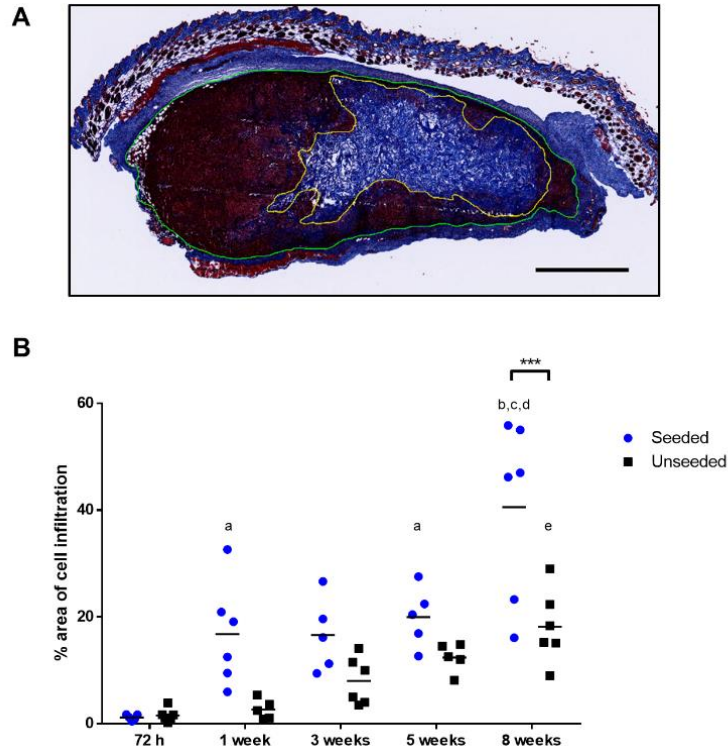 A
B
***
b,c,d
60
Seeded
Unseeded
40
a
a
e
20
0
% area of cell infiltration
72 h 1 week 3 weeks 5 weeks 8 weeks